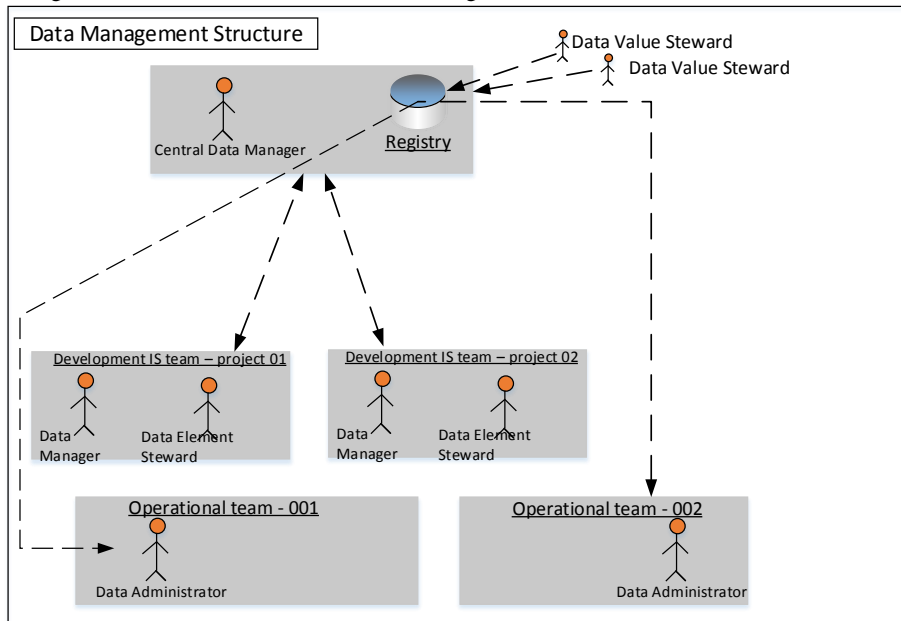 Data Management Structure
Data Value Steward
Data Value Steward
Central Data Manager
Registry
Development IS team – project 01
Data
Manager
Data Element
Steward
Development IS team – project 02
Data
Manager
Data Element
Steward
Operational team - 001
Data Administrator
Operational team - 002
Data Administrator